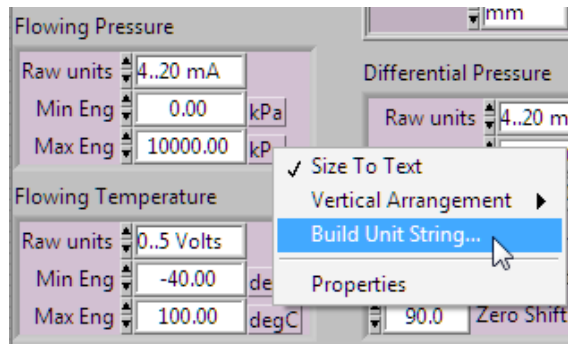 mm
Flowing Pressure
Raw units 4..20 mA
Min Eng 0.00 kPa
Max Eng 10000.00 kP
Differential Pressure
Raw units 4..20 m
✓ Size To Text
Vertical Arrangement
Build Unit String...
Properties
Flowing Temperature
Raw units 0..5 Volts
Min Eng -40.00 de
Max Eng 100.00 degC
90.0 Zero Shift